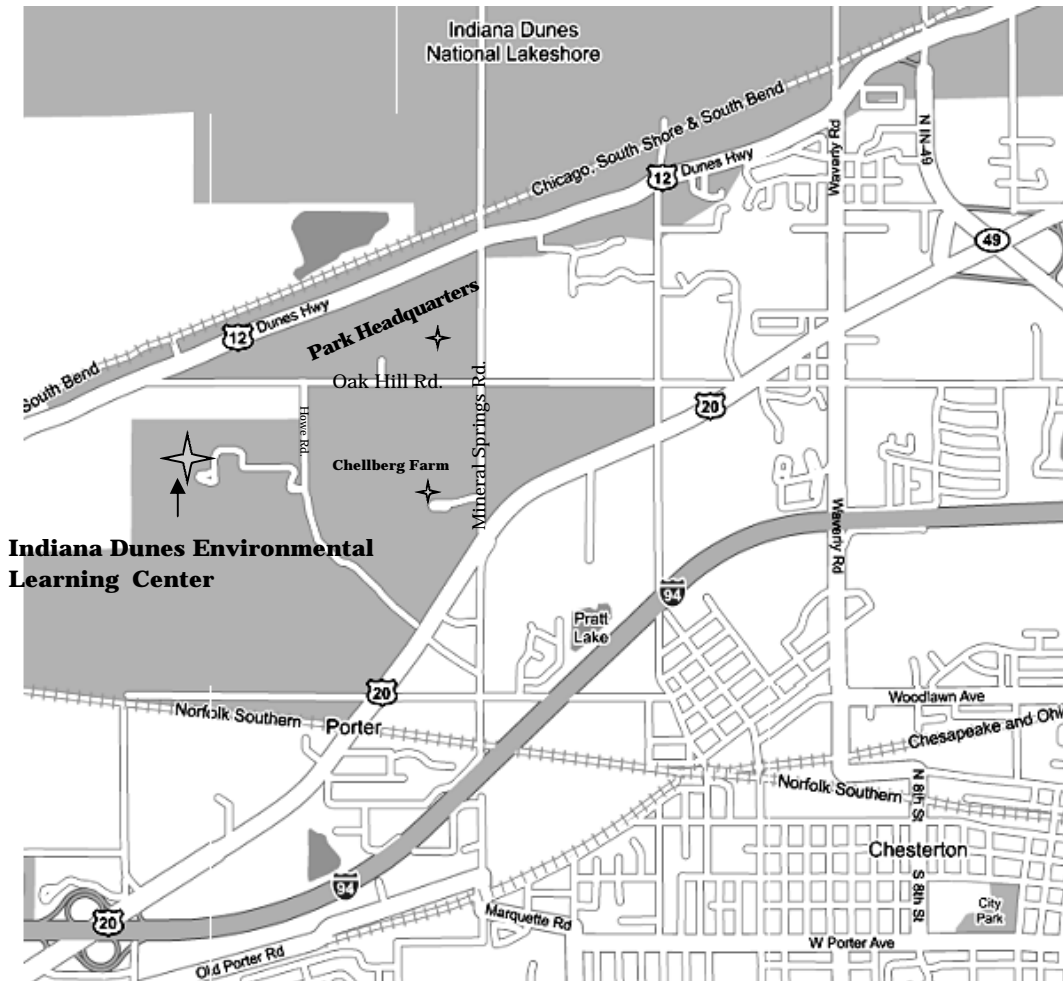 Indiana Dunes
National Lakeshore
Chicago, South Shore & South Bend
Waverly Rd
N IN-49
12
Dunes Hwy
49
Park Headquarters
12
Dunes Hwy
South Bend
Oak Hill Rd.
Mineral Springs Rd.
20
Howe Rd.
Chellberg Farm
Indiana Dunes Environmental
Learning Center
Waverly Rd
94
Pratt
Lake
20
Woodlawn Ave
Norfolk Southern
Porter
Chesapeake and Ohi
Norfolk Southern
N 8th St
Chesterton
94
S 8th St
City
Park
20
Marquette Rd
W Porter Ave
Old Porter Rd